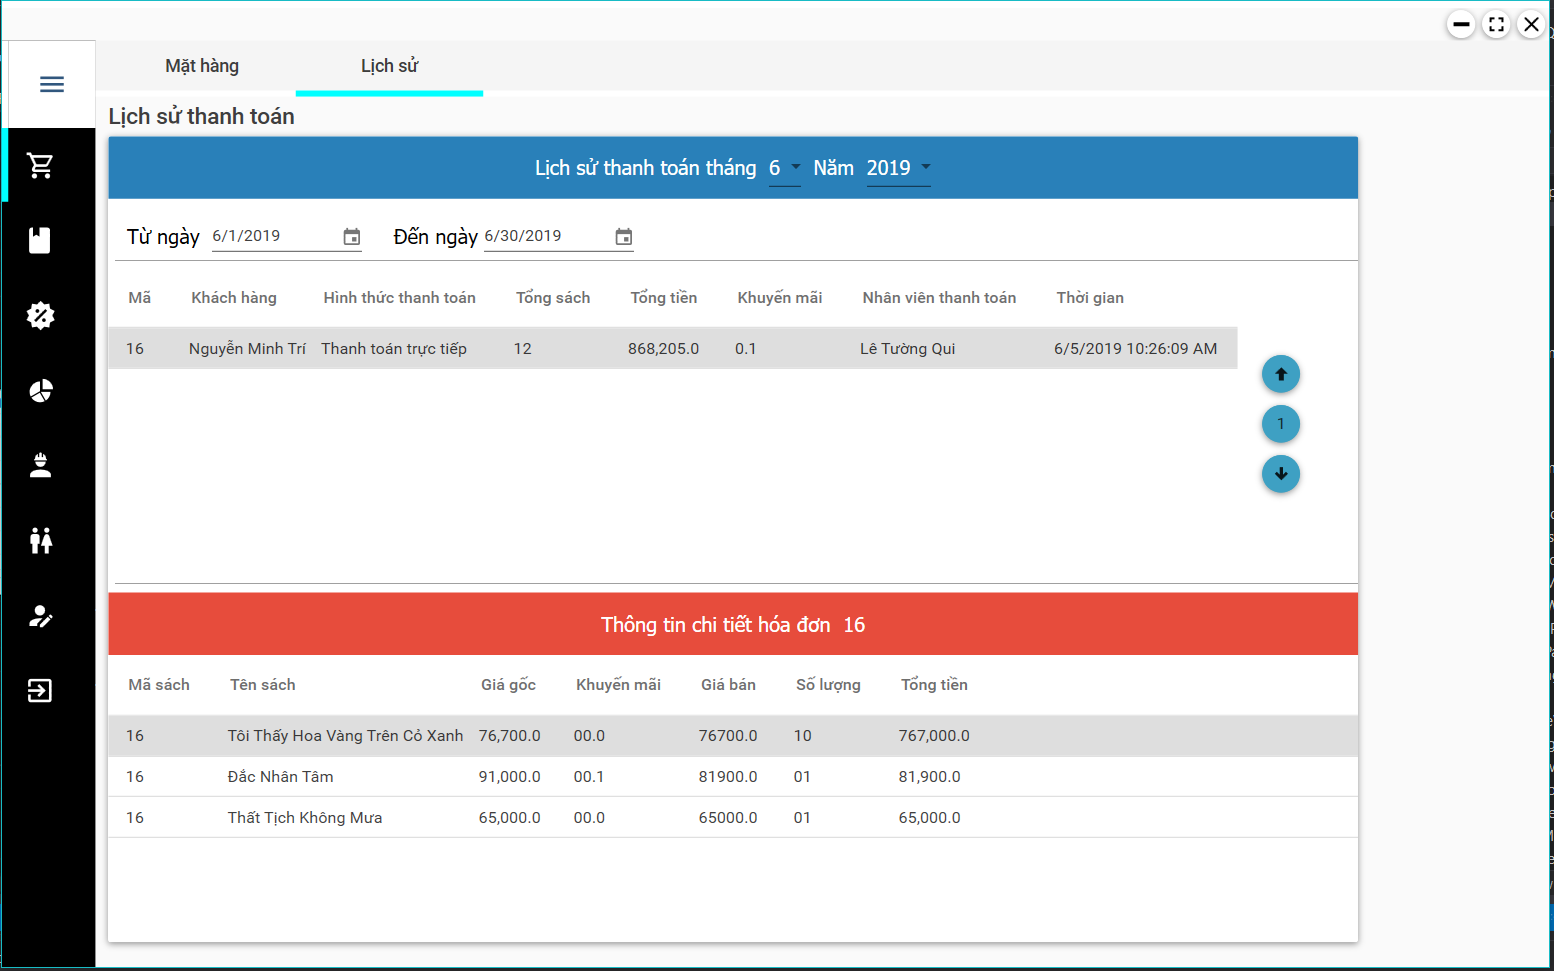 Mặt hàng Lịch sử
Lịch sử thanh toán
Lịch sử thanh toán tháng 6 Năm 2019
Từ ngày 6/1/2019 Đến ngày 6/30/2019
Mã Khách hàng Hình thức thanh toán Tổng sách Tổng tiền Khuyến mãi Nhân viên thanh toán Thời gian
16 Nguyễn Minh Trí Thanh toán trực tiếp 12 868,205.0 0.1 Lê Tường Qui 6/5/2019 10:26:09 AM
1
Thông tin chi tiết hóa đơn 16
Mã sách Tên sách Giá gốc Khuyến mãi Giá bán Số lượng Tổng tiền
16 Tôi Thấy Hoa Vàng Trên Cỏ Xanh 76,700.0 00.0 76700.0 10 767,000.0
16 Đắc Nhân Tâm 91,000.0 00.1 81900.0 01 81,900.0
16 Thất Tịch Không Mưa 65,000.0 00.0 65000.0 01 65,000.0